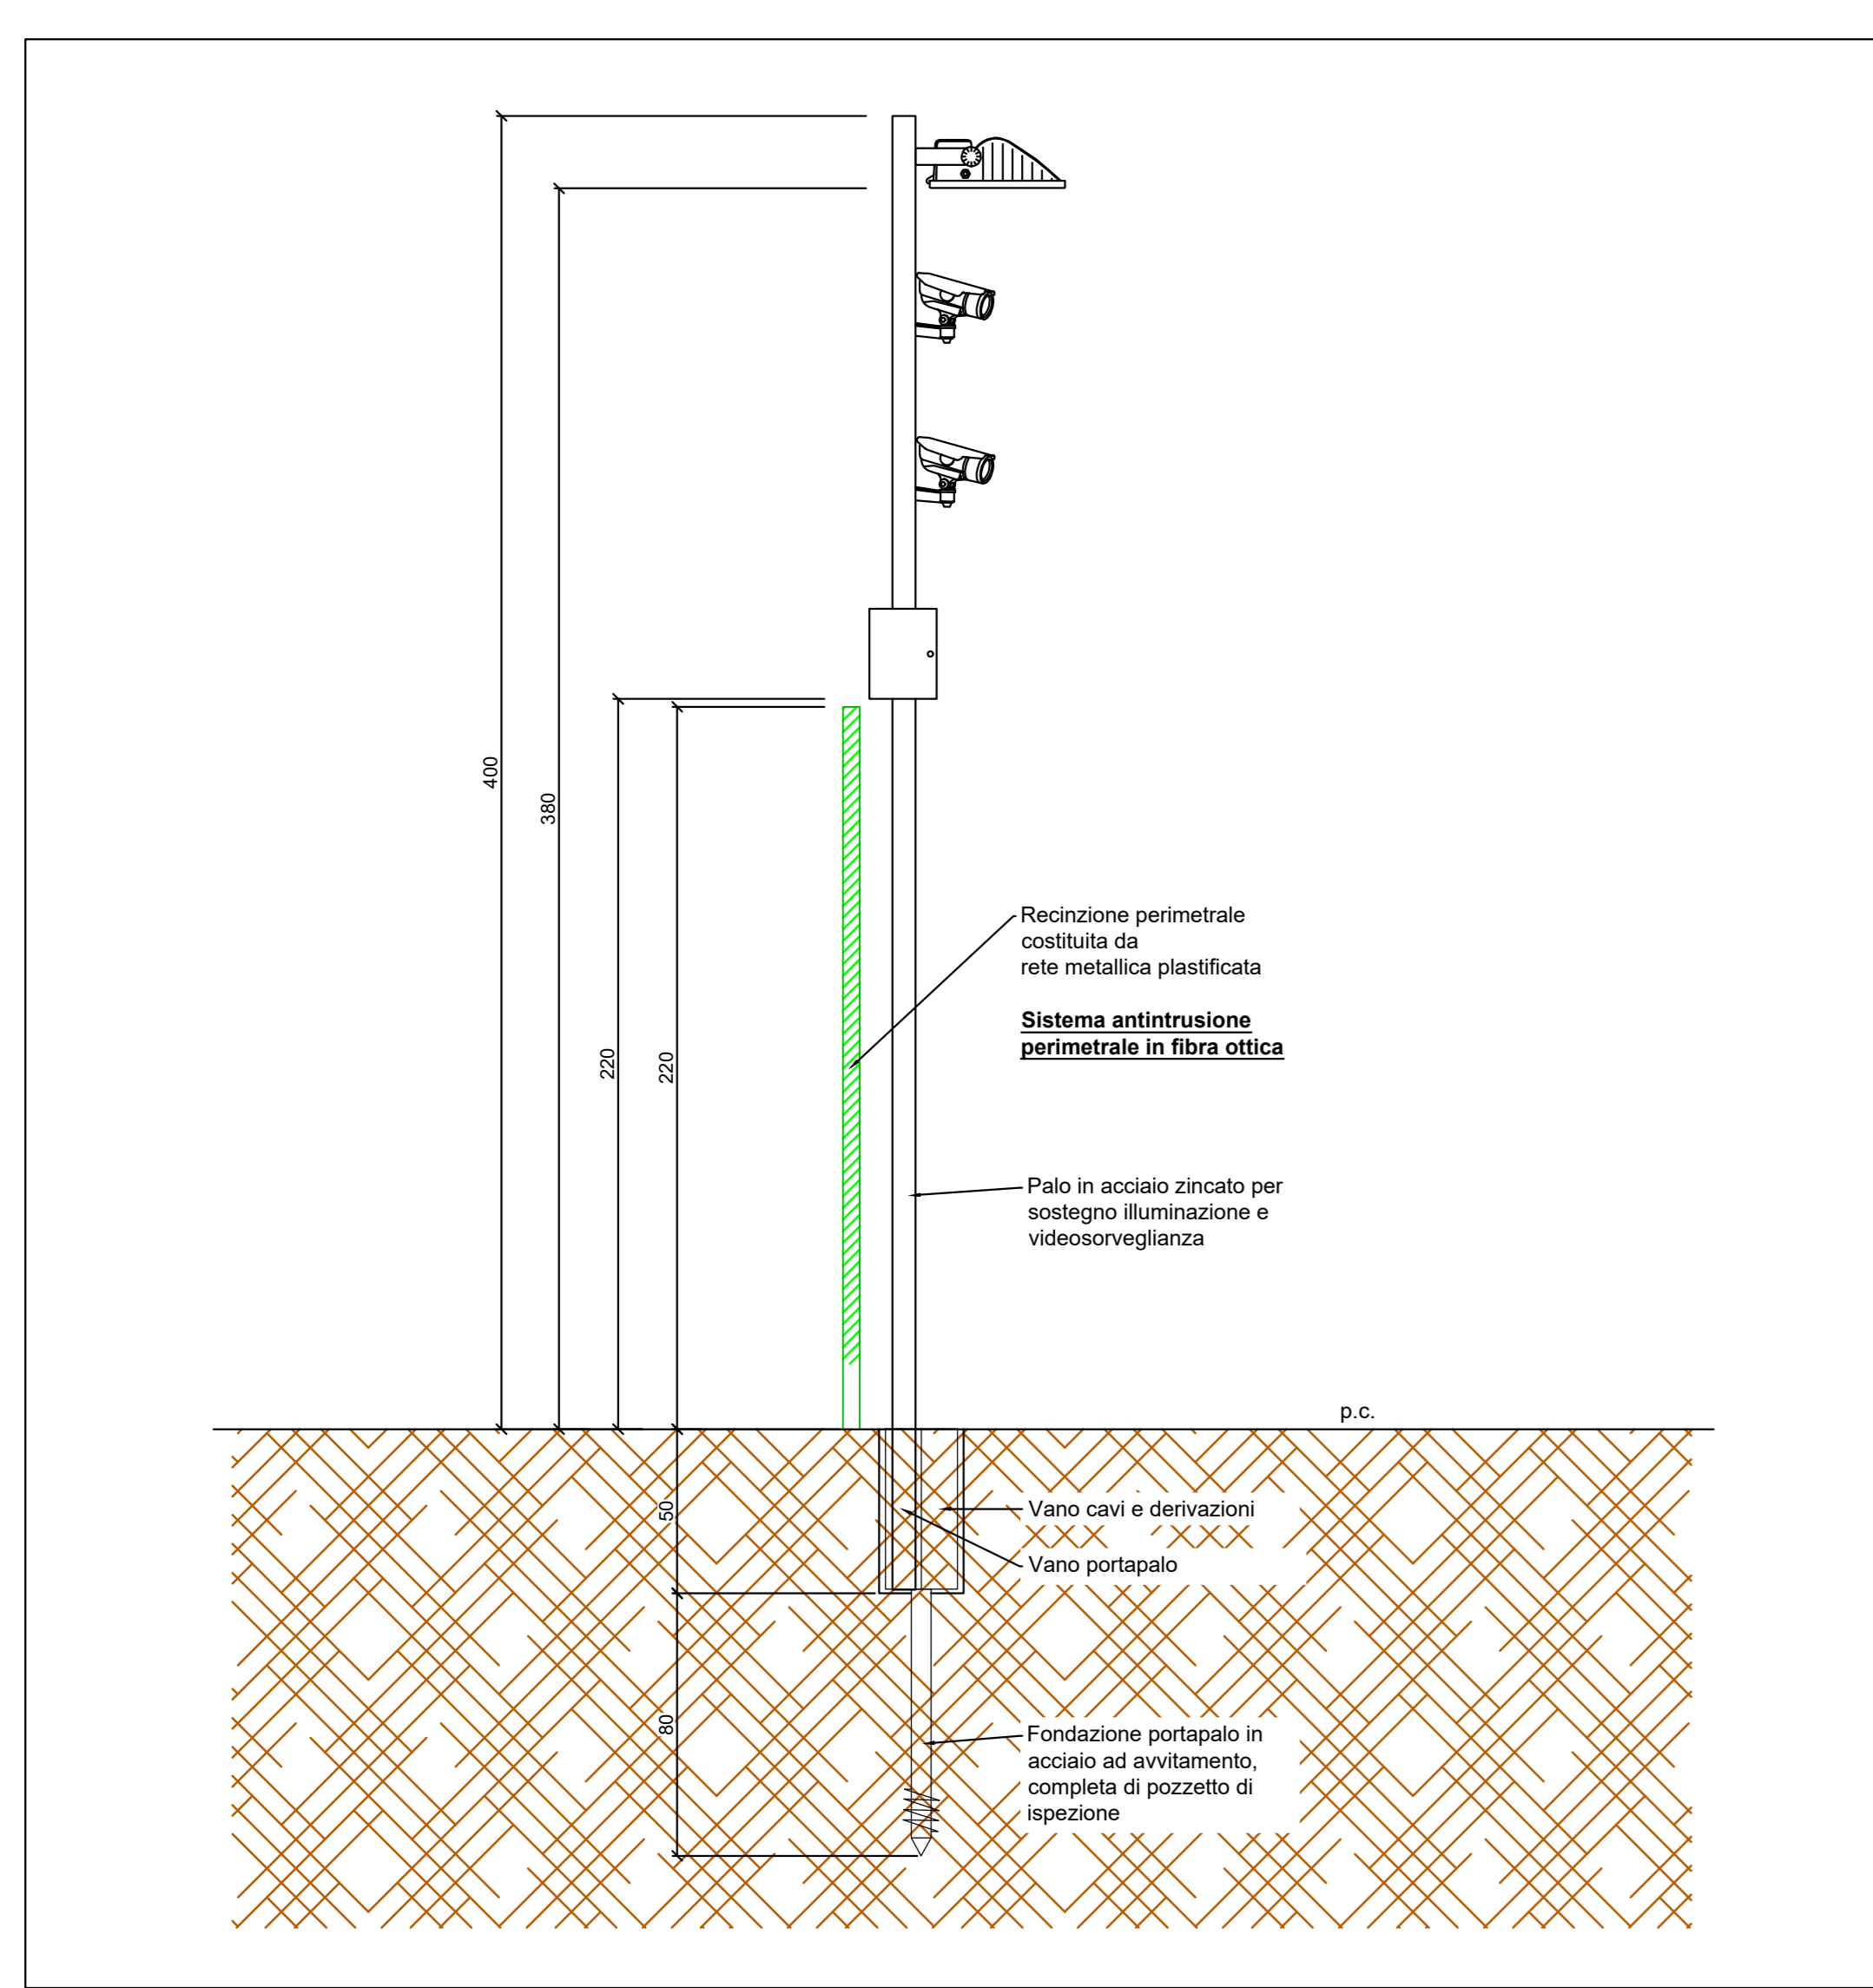 400
380
220
220
Recinzione perimetrale
costituita da
rete metallica plastificata
Sistema antintrusione
perimetrale in fibra ottica
Palo in acciaio zincato per
sostegno illuminazione e
videosorveglianza
p.c.
50
Vano cavi e derivazioni
Vano portapalo
80
Fondazione portapalo in
acciaio ad avvitamento,
completa di pozzetto di
ispezione